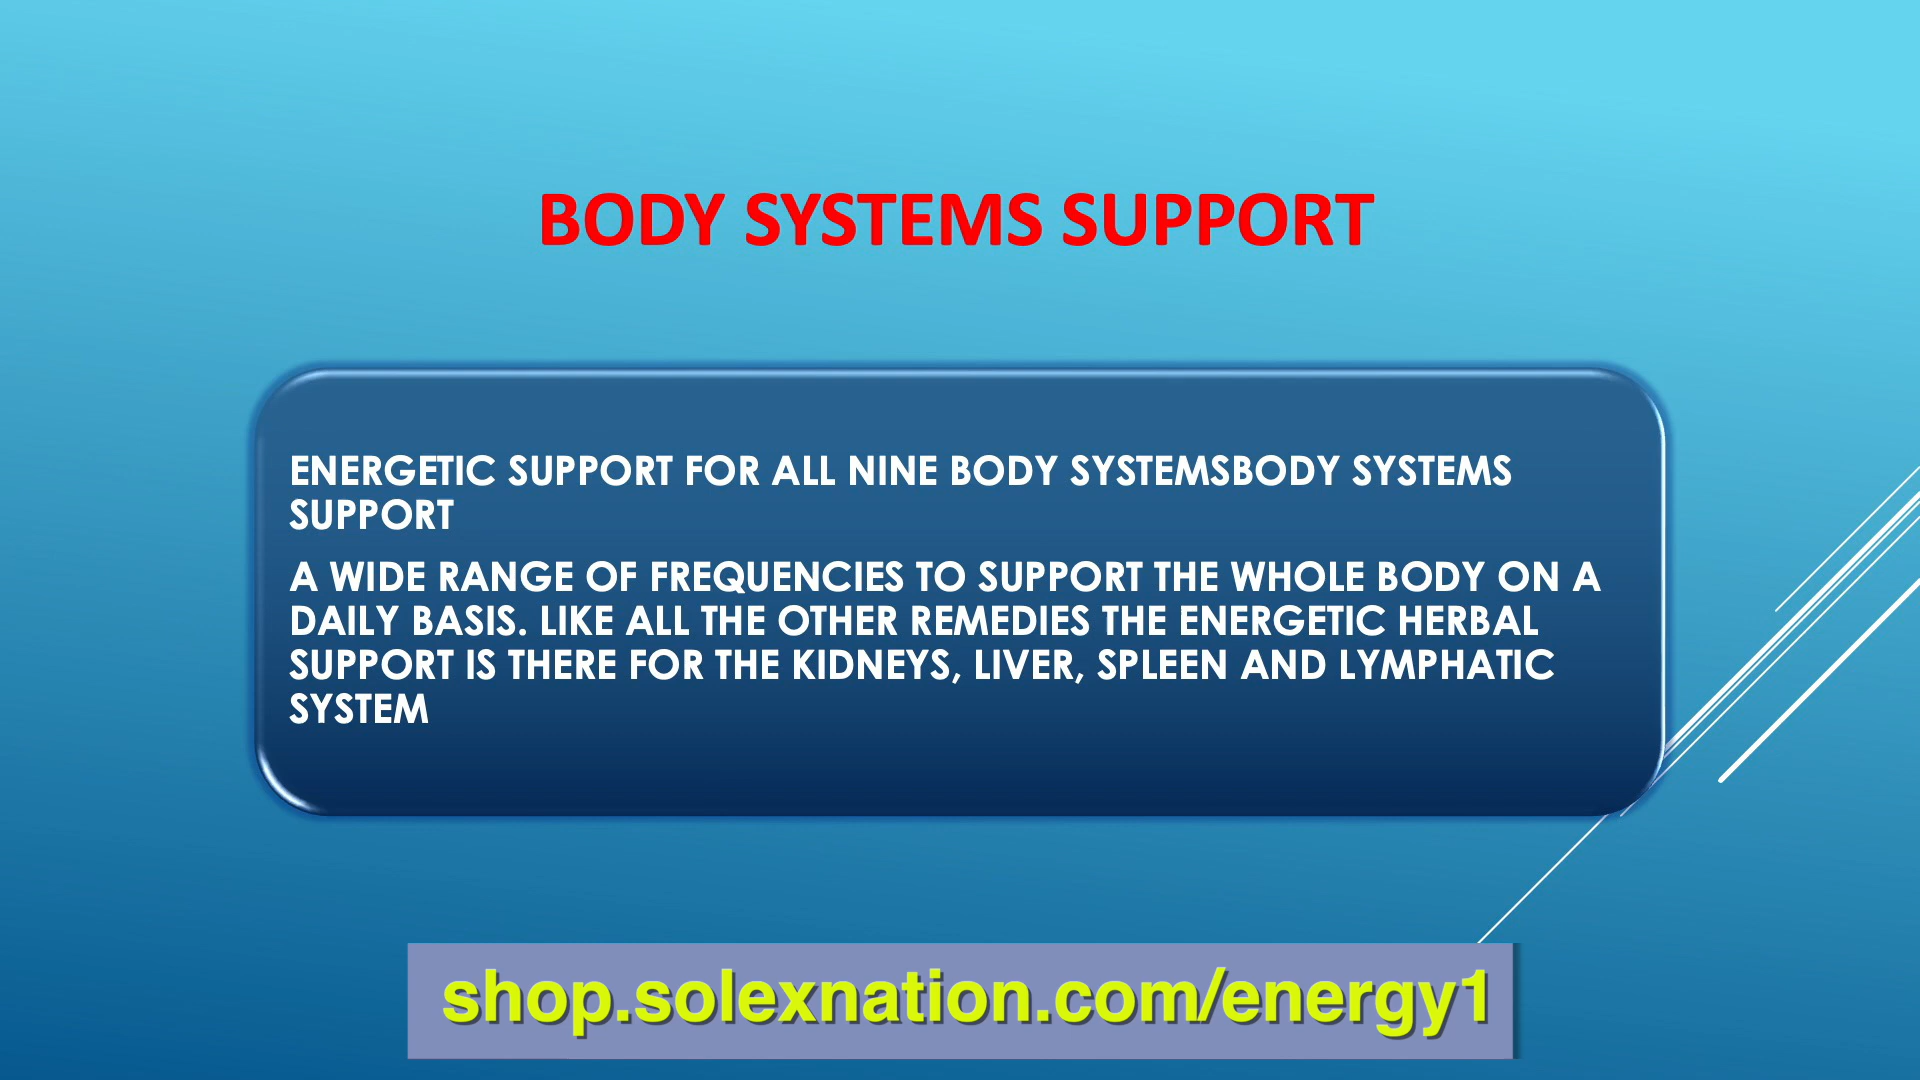 BODY SYSTEMS SUPPORT
ENERGETIC SUPPORT FOR ALL NINE BODY SYSTEMSBODY SYSTEMS
SUPPORT
A WIDE RANGE OF FREQUENCIES TO SUPPORT THE WHOLE BODY ON A
DAILY BASIS. LIKE ALL THE OTHER REMEDIES THE ENERGETIC HERBAL
SUPPORT IS THERE FOR THE KIDNEYS, LIVER, SPLEEN AND LYMPHATIC
SYSTEM
shop.solexnation.com/energy1